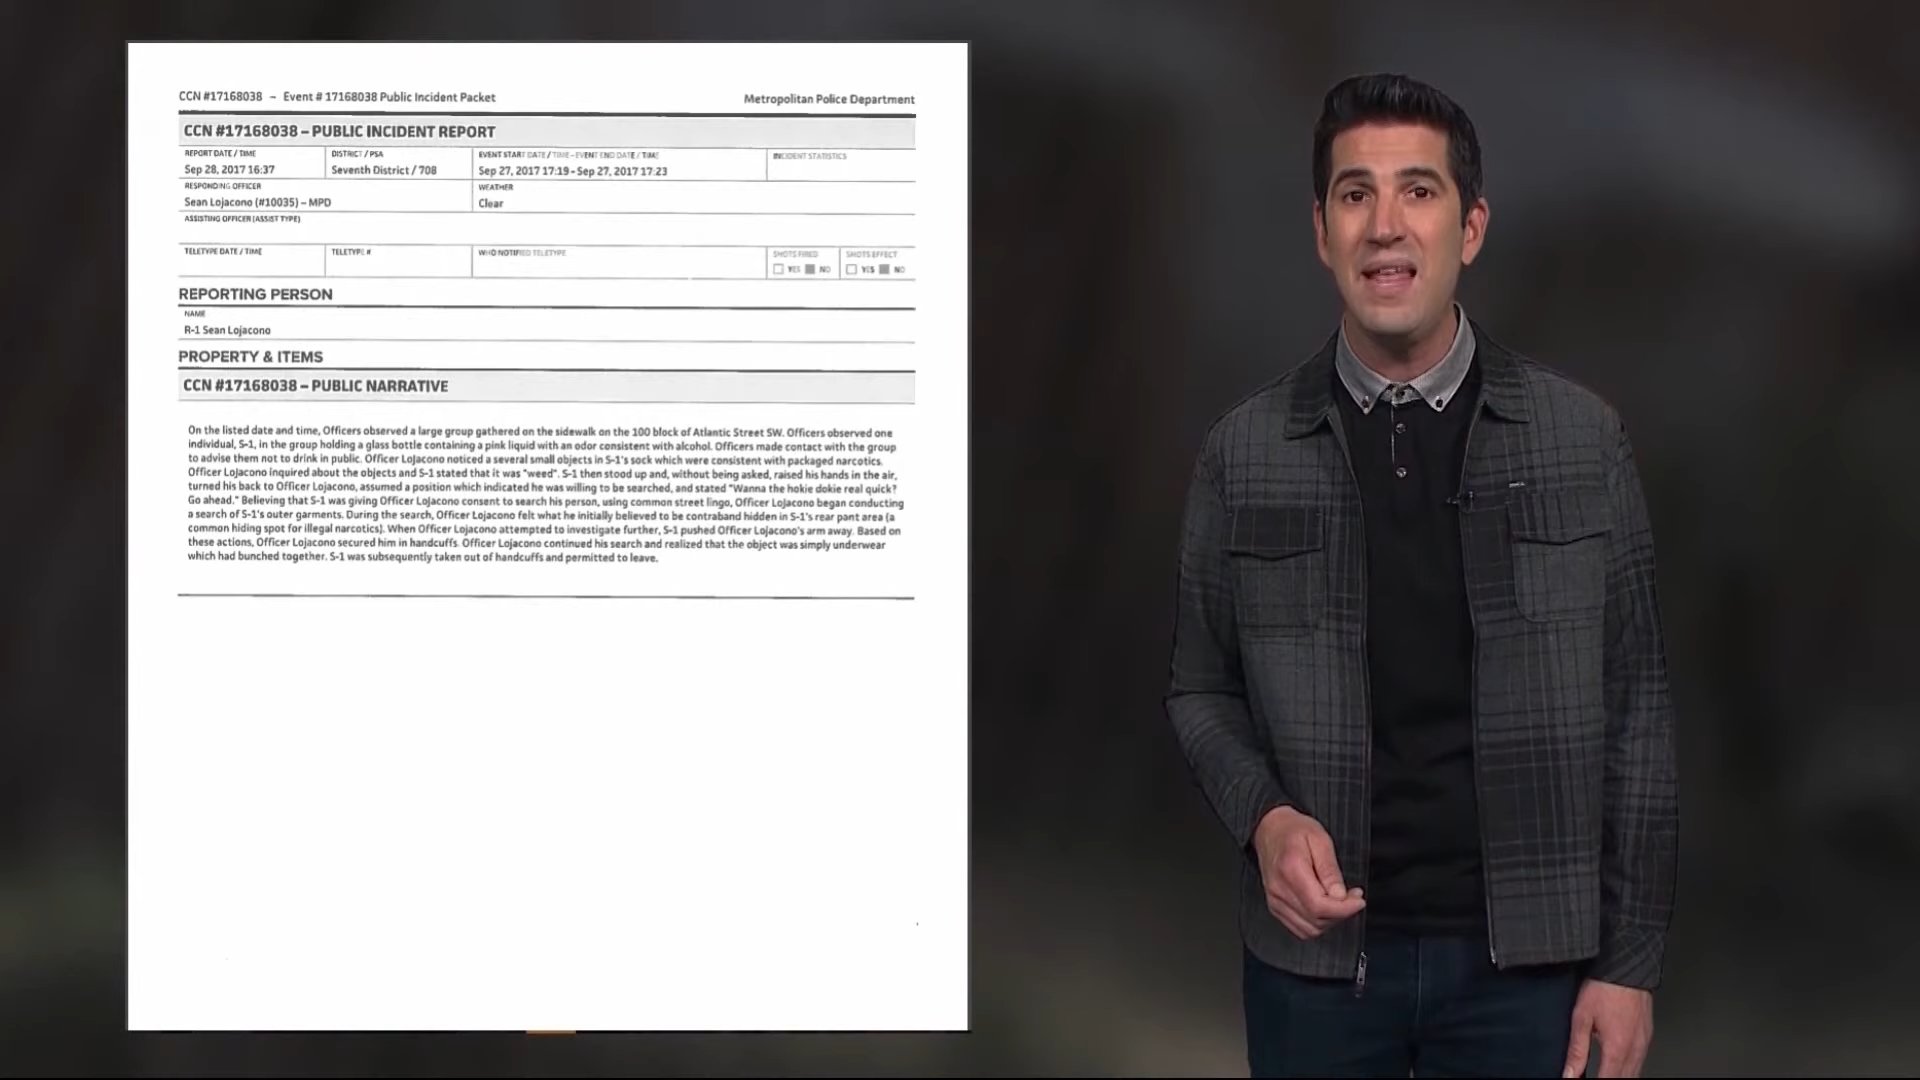 CCN #17168038 – Event # 17168038 Public Incident Packet
Metropolitan Police Department
CCN #17168038 – PUBLIC INCIDENT REPORT
REPORT DATE / TIME
DISTRICT / PSA
EVENT START DATE / TIME - EVENT END DATE / TIME
INCIDENT STATISTICS
Sep 28, 2017 16:37
Seventh District / 708
Sep 27, 2017 17:19 - Sep 27, 2017 17:23
RESPONDING OFFICER
WEATHER
Sean Lojacono (#10035) – MPD
Clear
ASSISTING OFFICER (ASSIST TYPE)
TELETYPE DATE / TIME
TELETYPE #
WHO NOTIFIED TELETYPE
SHOTS FIRED
SHOTS EFFECT
YES NO
YES NO
REPORTING PERSON
NAME
R-1 Sean Lojacono
PROPERTY & ITEMS
CCN #17168038 – PUBLIC NARRATIVE
On the listed date and time, Officers observed a large group gathered on the sidewalk on the 100 block of Atlantic Street SW. Officers observed one
individual, S-1, in the group holding a glass bottle containing a pink liquid with an odor consistent with alcohol. Officers made contact with the group
to advise them not to drink in public. Officer LoJacono noticed a several small objects in S-1's sock which were consistent with packaged narcotics.
Officer LoJacono inquired about the objects and S-1 stated that it was "weed". S-1 then stood up and, without being asked, raised his hands in the air,
turned his back to Officer LoJacono, assumed a position which indicated he was willing to be searched, and stated "Wanna the hokie dokie real quick?
Go ahead." Believing that S-1 was giving Officer LoJacono consent to search his person, using common street lingo, Officer LoJacono began conducting
a search of S-1's outer garments. During the search, Officer LoJacono felt what he initially believed to be contraband hidden in S-1's rear pant area (a
common hiding spot for illegal narcotics). When Officer LoJacono attempted to investigate further, S-1 pushed Officer LoJacono's arm away. Based on
these actions, Officer LoJacono secured him in handcuffs. Officer LoJacono continued his search and realized that the object was simply underwear
which had bunched together. S-1 was subsequently taken out of handcuffs and permitted to leave.